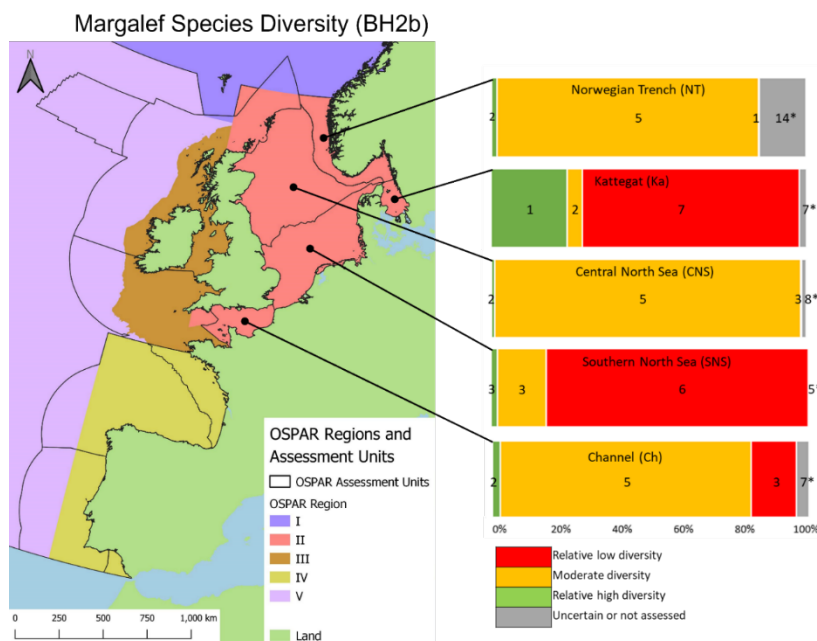 Margalef Species Diversity (BH2b)
N
Norwegian Trench (NT)
2 5 1 14*
Kattegat (Ka)
1 2 7 7*
Central North Sea (CNS)
2 5 3 8*
Southern North Sea (SNS)
3 3 6 5*
Channel (Ch)
2 5 3 7*
0% 20% 40% 60% 80% 100%
Relative low diversity
Moderate diversity
Relative high diversity
Uncertain or not assessed
OSPAR Regions and
Assessment Units
OSPAR Assessment Units
OSPAR Region
I
II
III
IV
V
Land
0 250 500 750 1,000 km